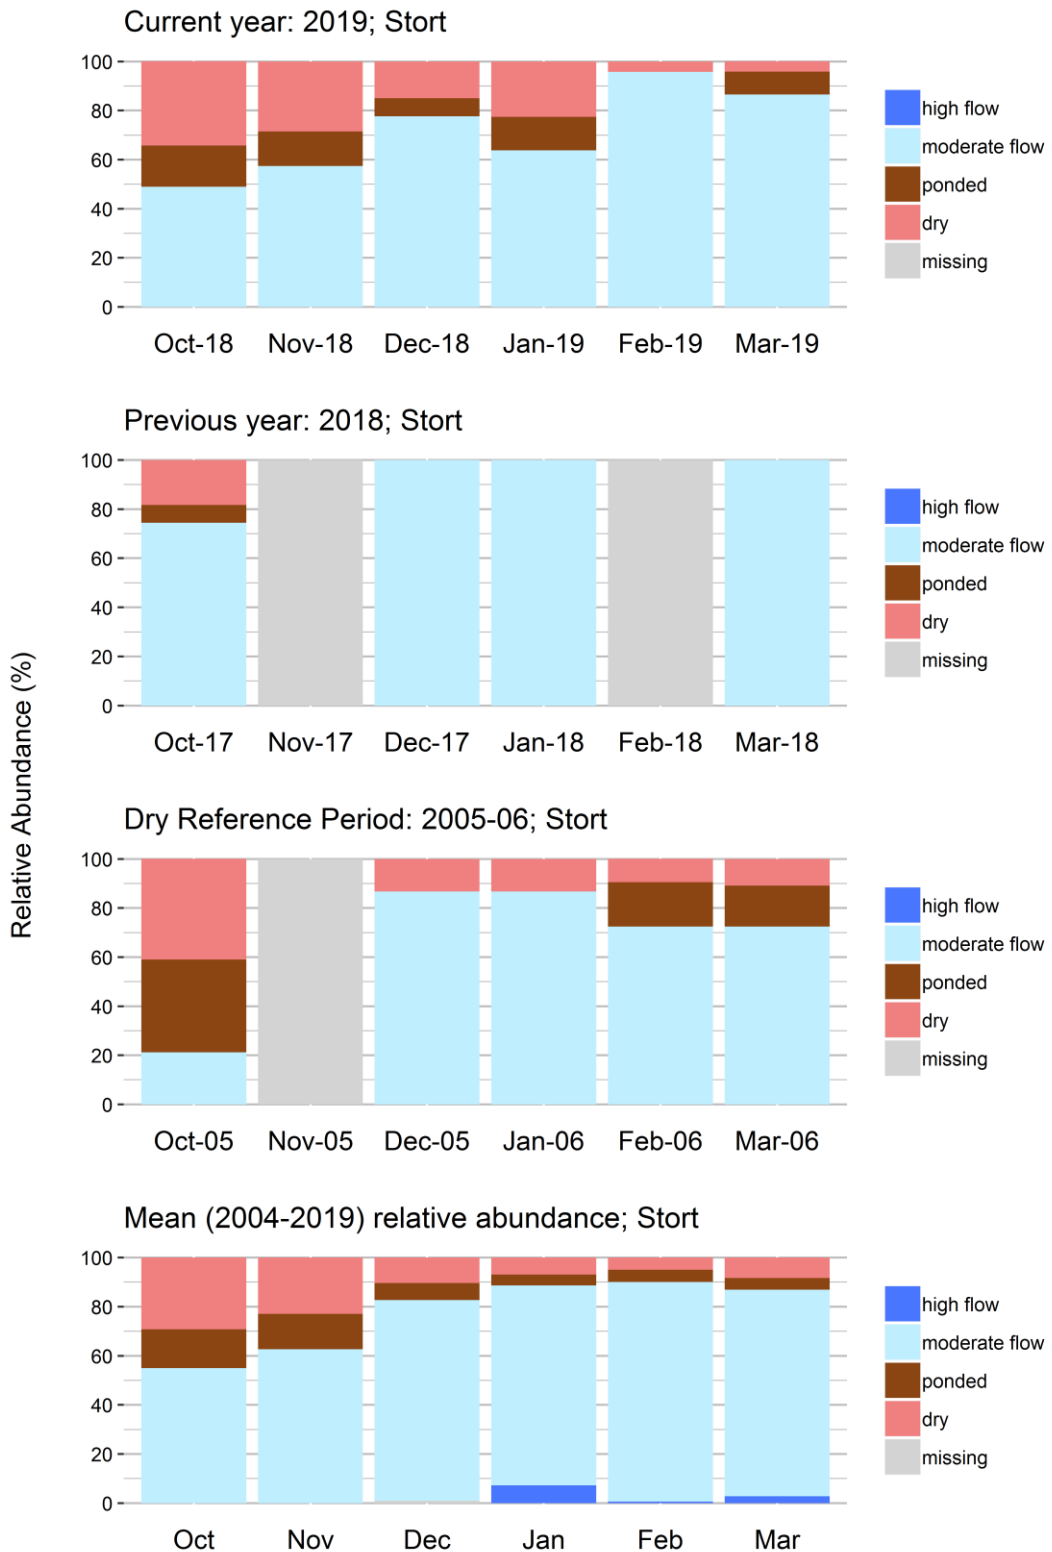 Current year: 2019; Stort
100
80
60
40
20
0
Oct-18 Nov-18 Dec-18 Jan-19 Feb-19 Mar-19
high flow
moderate flow
ponded
dry
missing
Previous year: 2018; Stort
100
80
60
40
20
0
Oct-17 Nov-17 Dec-17 Jan-18 Feb-18 Mar-18
high flow
moderate flow
ponded
dry
missing
Relative Abundance (%)
Dry Reference Period: 2005-06; Stort
100
80
60
40
20
0
Oct-05 Nov-05 Dec-05 Jan-06 Feb-06 Mar-06
high flow
moderate flow
ponded
dry
missing
Mean (2004-2019) relative abundance; Stort
100
80
60
40
20
0
Oct Nov Dec Jan Feb Mar
high flow
moderate flow
ponded
dry
missing